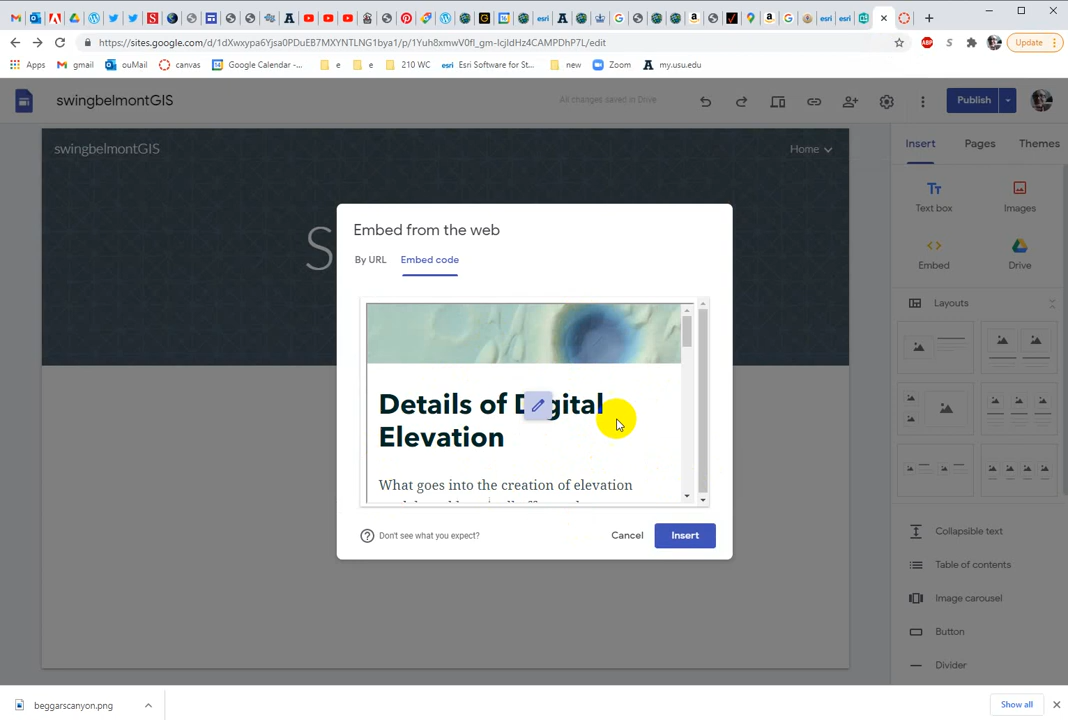 https://sites.google.com/d/1dXwxypa6Yjsa0PDuEB7MXYNTLNG1bya1/p/1Yuh8xmwV0fl_gm-IcjldHz4CAMPDhP7L/edit
ABP
S
Update
Apps
gmail
ouMail
canvas
Google Calendar -...
e
e
210 WC
esri Esri Software for St...
new
Zoom
my.usu.edu
swingbelmontGIS
All changes saved in Drive
Publish
swingbelmontGIS
Home
Insert
Pages
Themes
S
Embed from the web
By URL
Embed code
Details of Digital
Elevation
What goes into the creation of elevation
Don't see what you expect?
Cancel
Insert
Tт
Text box
Images
Embed
Drive
Layouts
Collapsible text
Table of contents
Image carousel
Button
Divider
beggarscanyon.png
Show all